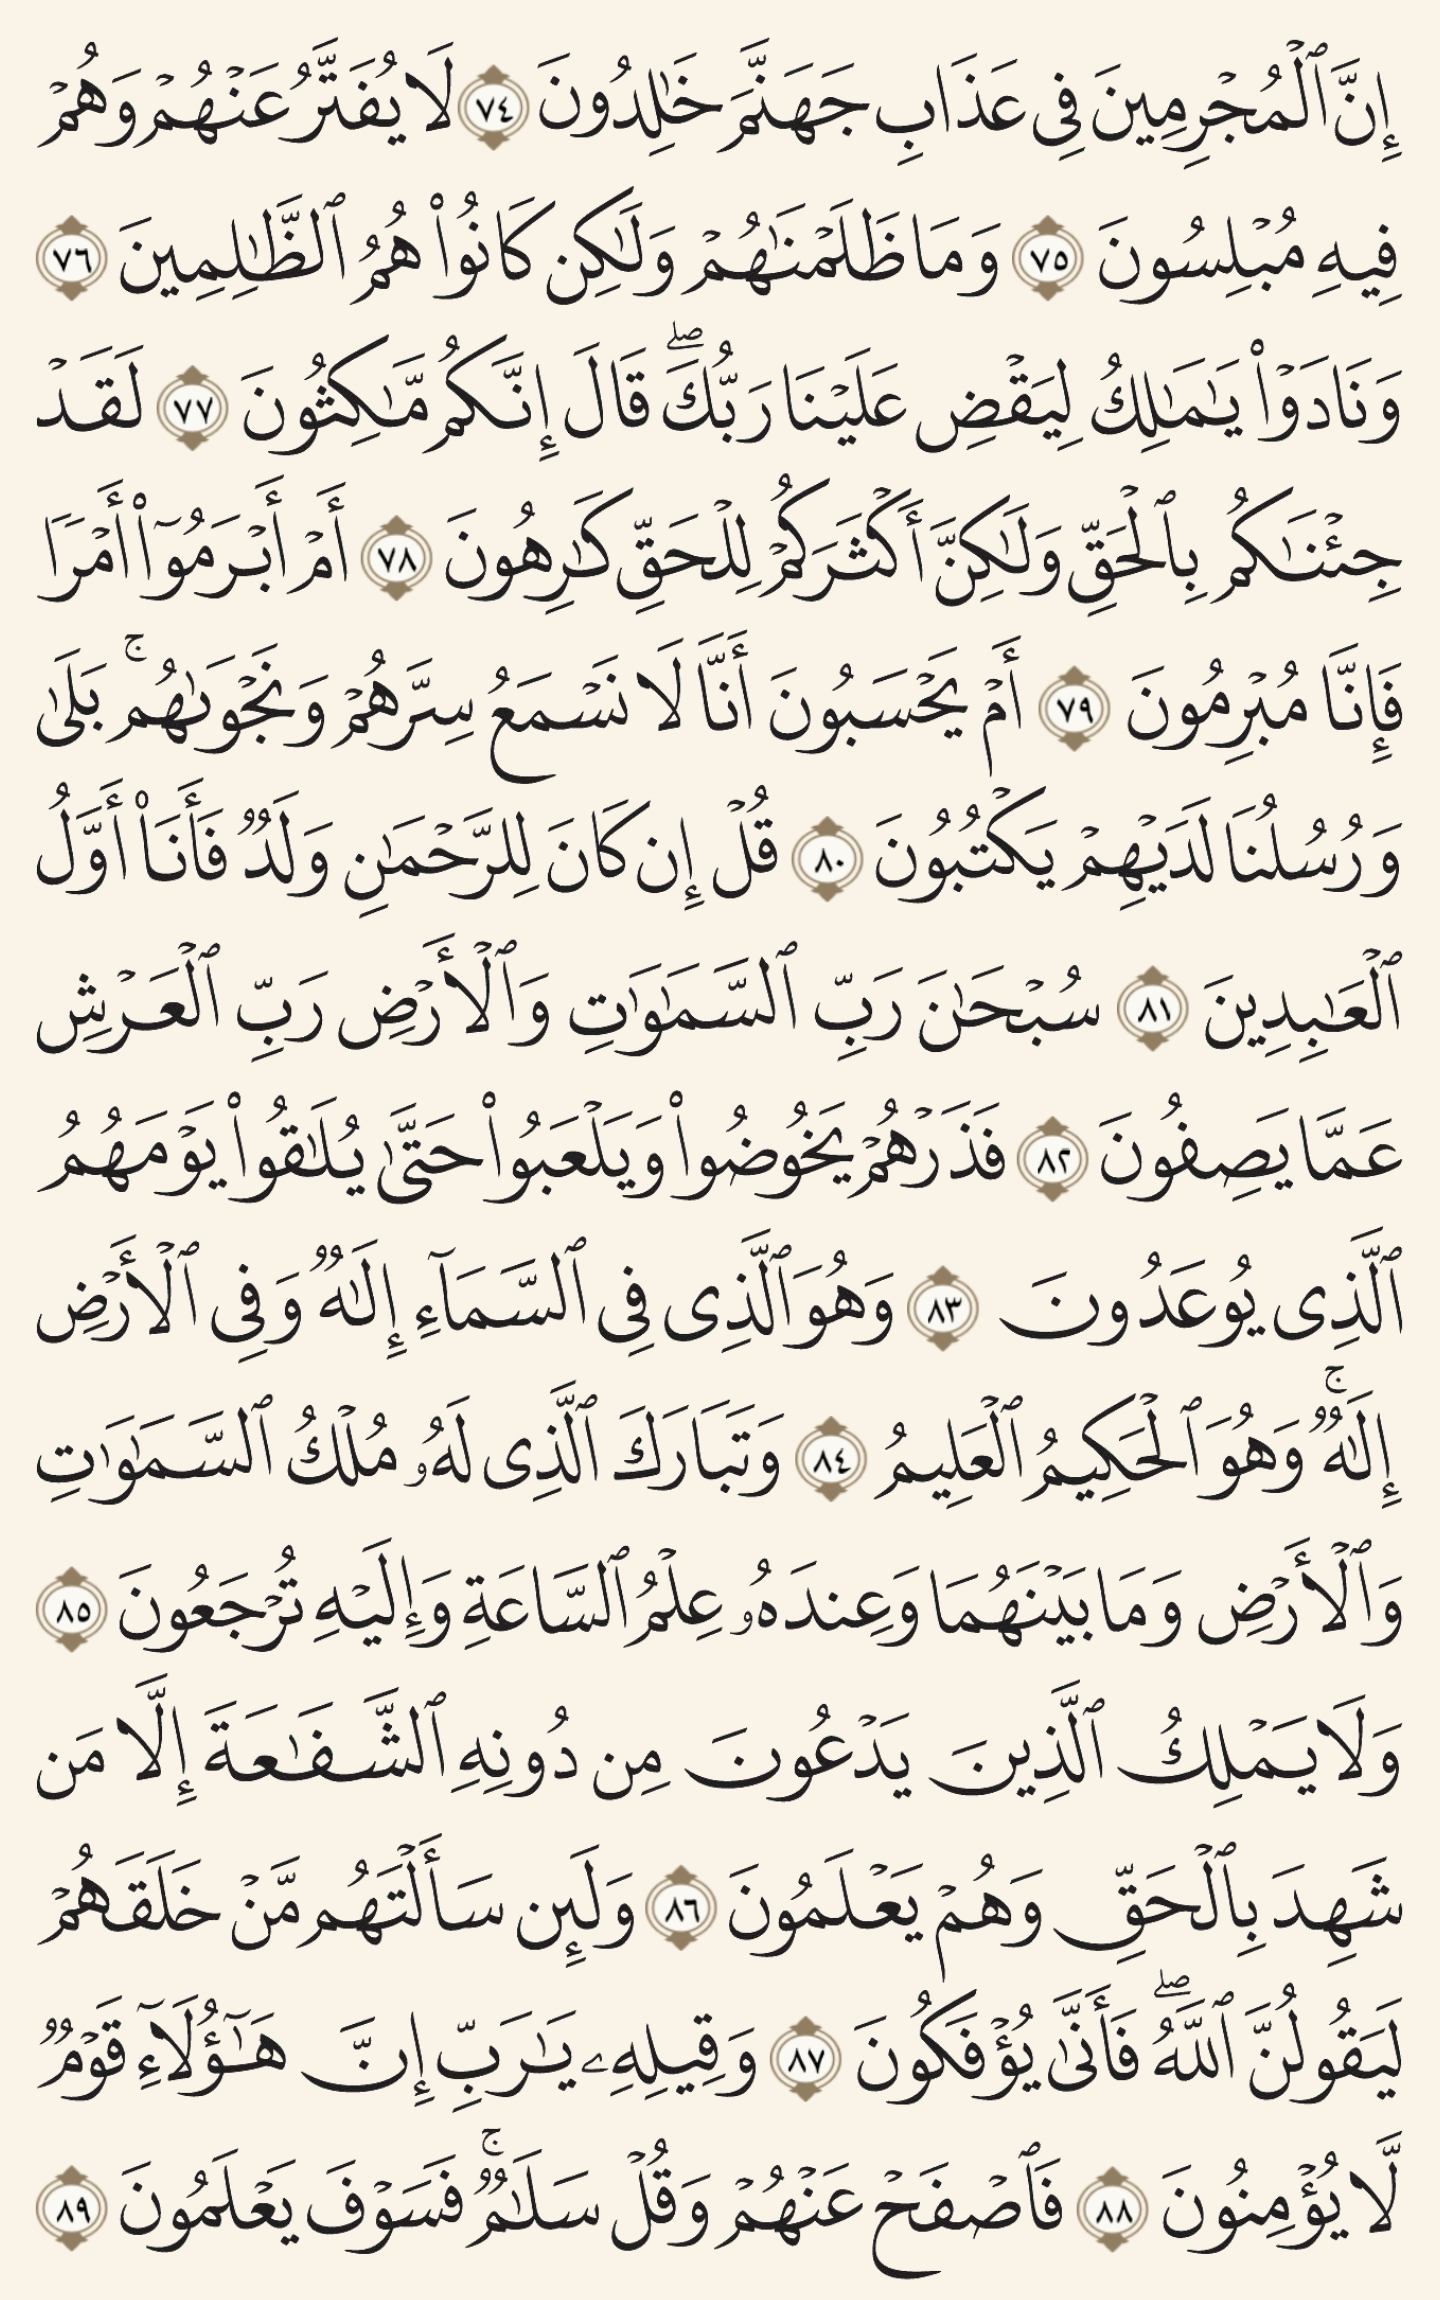 إِنَّ ٱلْمُجْرِمِينَ فِى عَذَابِ جَهَنَّمَ خَـٰلِدُونَ ٧٤ لَا يُفَتَّرُ عَنْهُمْ وَهُمْ
فِيهِ مُبْلِسُونَ ٧٥ وَمَا ظَلَمْنَـٰهُمْ وَلَـٰكِن كَانُوا۟ هُمُ ٱلظَّـٰلِمِينَ ٧٦
وَنَادَوْا۟ يَـٰمَـٰلِكُ لِيَقْضِ عَلَيْنَا رَبُّكَ ۖ قَالَ إِنَّكُم مَّـٰكِثُونَ ٧٧ لَقَدْ
جِئْنَـٰكُم بِٱلْحَقِّ وَلَـٰكِنَّ أَكْثَرَكُمْ لِلْحَقِّ كَـٰرِهُونَ ٧٨ أَمْ أَبْرَمُوٓا۟ أَمْرًا
فَإِنَّا مُبْرِمُونَ ٧٩ أَمْ يَحْسَبُونَ أَنَّا لَا نَسْمَعُ سِرَّهُمْ وَنَجْوَىٰهُم ۚ بَلَىٰ
وَرُسُلُنَا لَدَيْهِمْ يَكْتُبُونَ ٨٠ قُلْ إِن كَانَ لِلرَّحْمَـٰنِ وَلَدٌ فَأَنَا۠ أَوَّلُ
ٱلْعَـٰبِدِينَ ٨١ سُبْحَـٰنَ رَبِّ ٱلسَّمَـٰوَٰتِ وَٱلْأَرْضِ رَبِّ ٱلْعَرْشِ
عَمَّا يَصِفُونَ ٨٢ فَذَرْهُمْ يَخُوضُوا۟ وَيَلْعَبُوا۟ حَتَّىٰ يُلَـٰقُوا۟ يَوْمَهُمُ
ٱلَّذِى يُوعَدُونَ ٨٣ وَهُوَ ٱلَّذِى فِى ٱلسَّمَآءِ إِلَـٰهٌ وَفِى ٱلْأَرْضِ
إِلَـٰهٌ ۚ وَهُوَ ٱلْحَكِيمُ ٱلْعَلِيمُ ٨٤ وَتَبَارَكَ ٱلَّذِى لَهُۥ مُلْكُ ٱلسَّمَـٰوَٰتِ
وَٱلْأَرْضِ وَمَا بَيْنَهُمَا وَعِندَهُۥ عِلْمُ ٱلسَّاعَةِ وَإِلَيْهِ تُرْجَعُونَ ٨٥
وَلَا يَمْلِكُ ٱلَّذِينَ يَدْعُونَ مِن دُونِهِ ٱلشَّفَـٰعَةَ إِلَّا مَن
شَهِدَ بِٱلْحَقِّ وَهُمْ يَعْلَمُونَ ٨٦ وَلَئِن سَأَلْتَهُم مَّنْ خَلَقَهُمْ
لَيَقُولُنَّ ٱللَّهُ ۖ فَأَنَّىٰ يُؤْفَكُونَ ٨٧ وَقِيلِهِۦ يَـٰرَبِّ إِنَّ هَـٰٓؤُلَآءِ قَوْمٌ
لَّا يُؤْمِنُونَ ٨٨ فَٱصْفَحْ عَنْهُمْ وَقُلْ سَلَـٰمٌ ۚ فَسَوْفَ يَعْلَمُونَ ٨٩